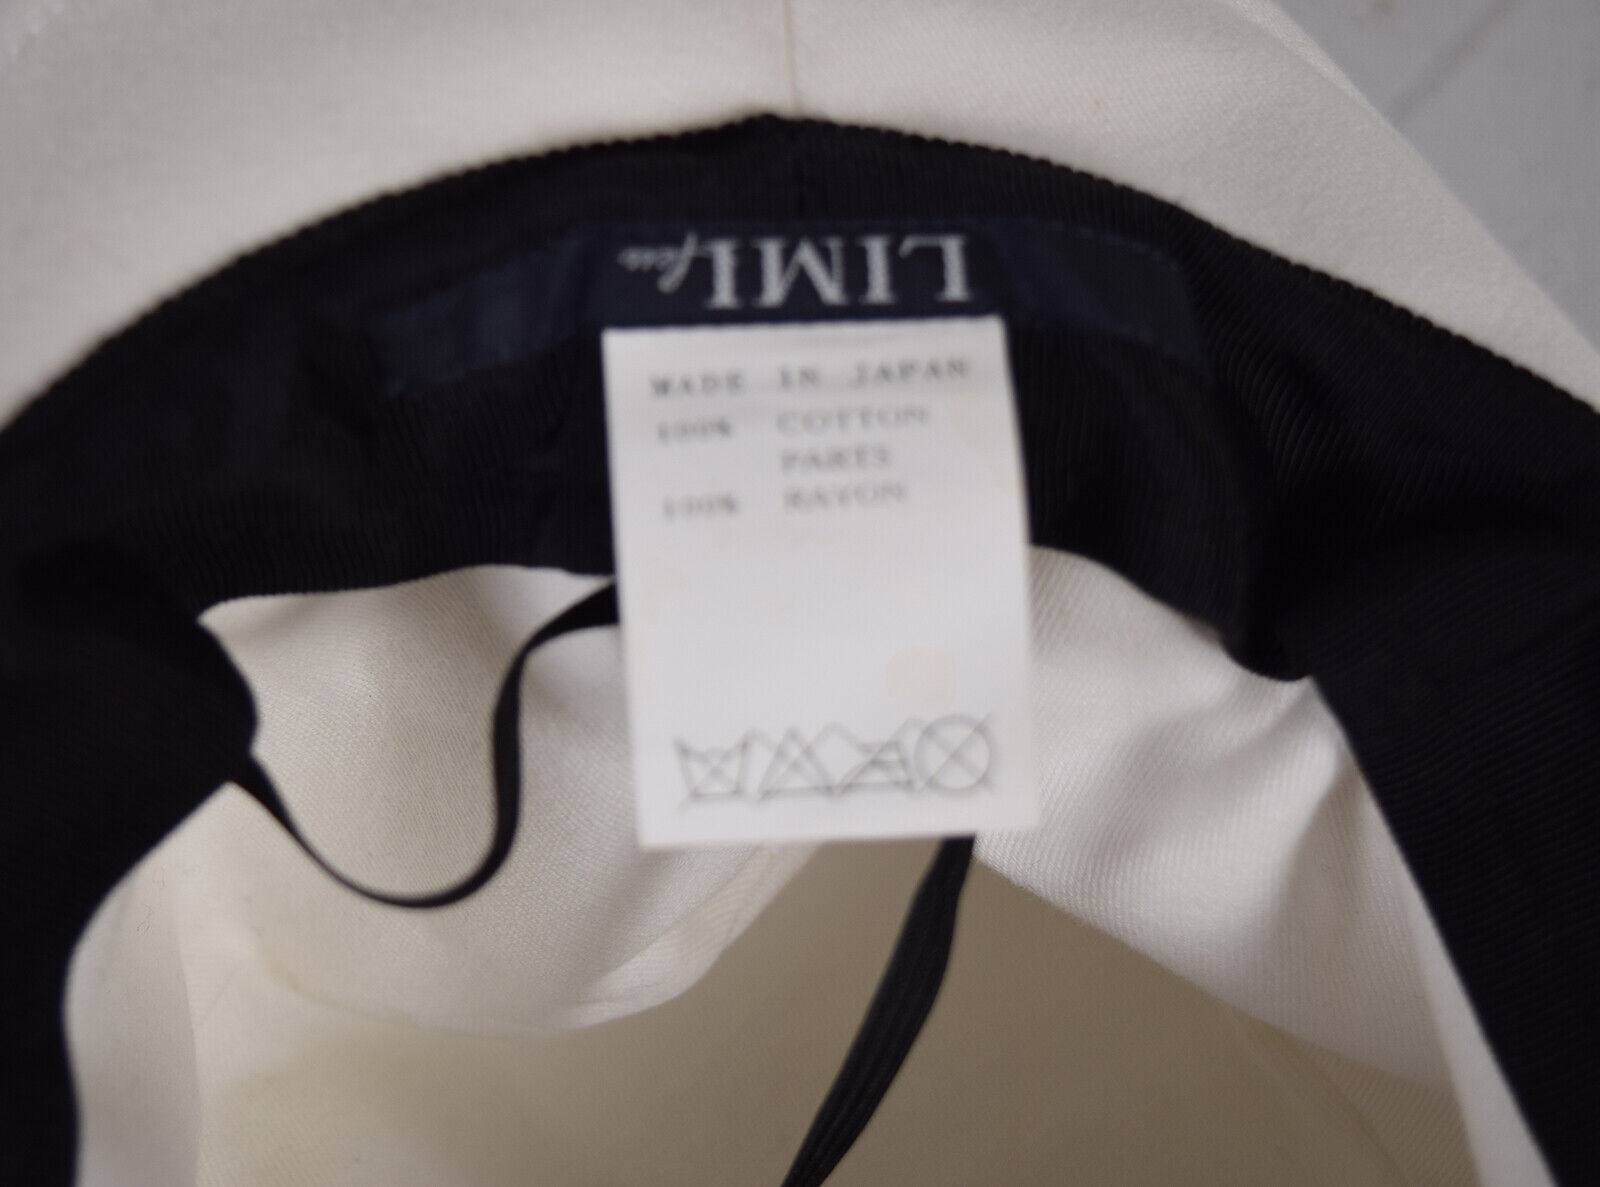 LIMI feu
MADE IN JAPAN
100% COTTON
PARTS
100% RAYON